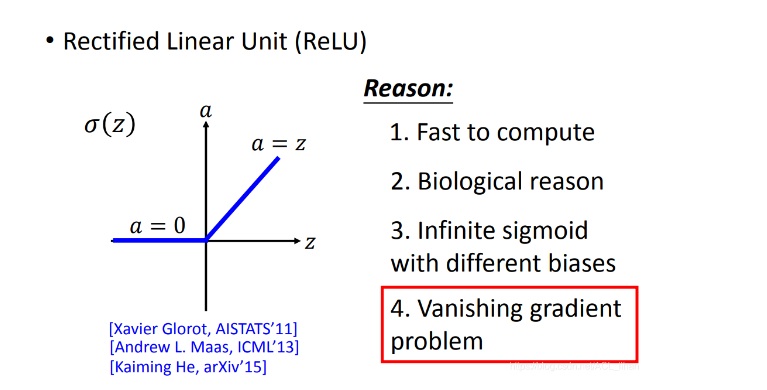 • Rectified Linear Unit (ReLU)
Reason:
σ(z)
a
a = z
1. Fast to compute
2. Biological reason
a = 0
z
3. Infinite sigmoid
with different biases
4. Vanishing gradient
problem
[Xavier Glorot, AISTATS’11]
[Andrew L. Maas, ICML’13]
[Kaiming He, arXiv’15]